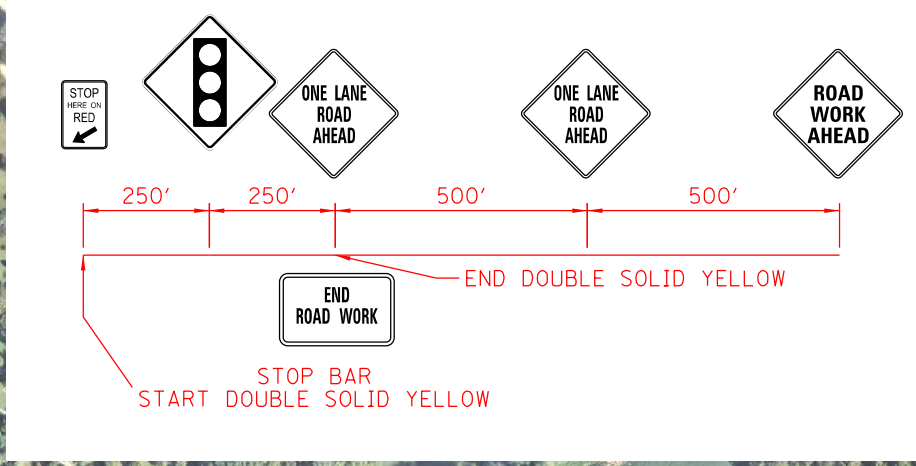 STOP
HERE ON
RED
ONE LANE
ROAD
AHEAD
ONE LANE
ROAD
AHEAD
ROAD
WORK
AHEAD
250'
250'
500'
500'
END DOUBLE SOLID YELLOW
END
ROAD WORK
STOP BAR
START DOUBLE SOLID YELLOW